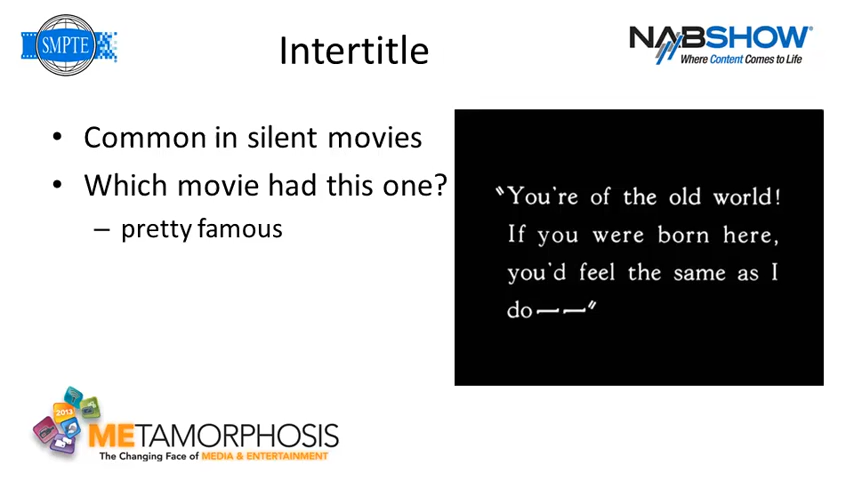 SMPTE
Intertitle
NABSHOW®
Where Content Comes to Life
• Common in silent movies
• Which movie had this one?
– pretty famous
"You're of the old world!
If you were born here,
you'd feel the same as I
do——"
2013
METAMORPHOSIS
The Changing Face of MEDIA & ENTERTAINMENT